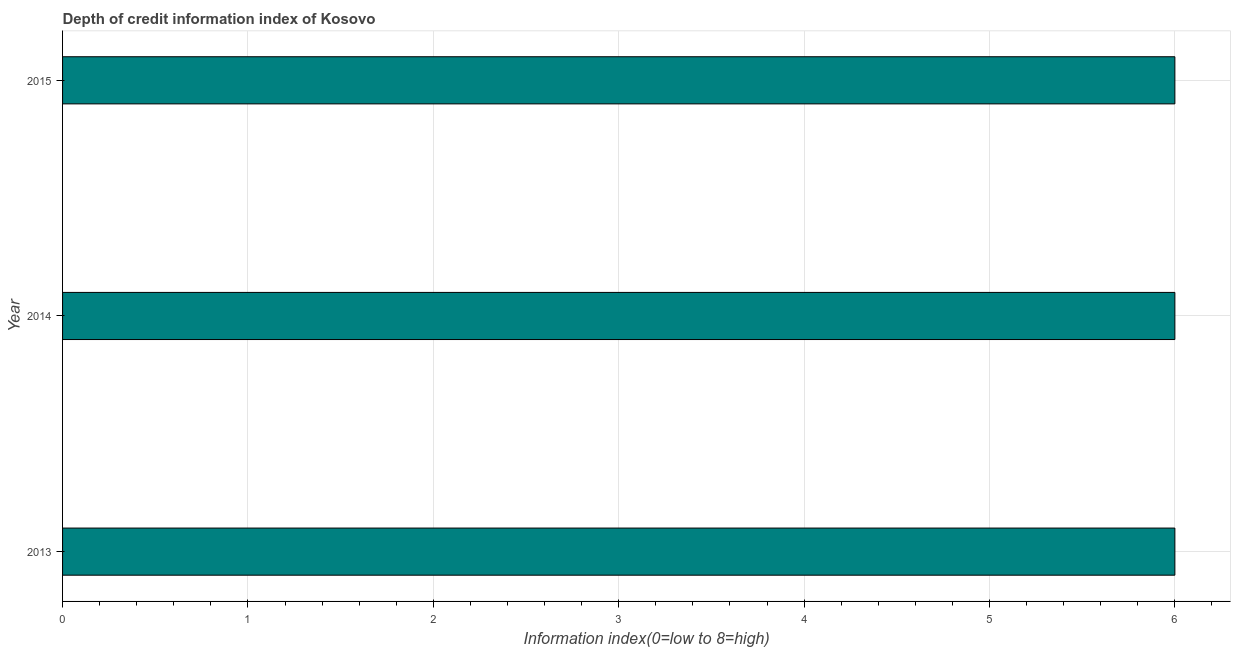 Depth of credit information index of Kosovo
2015
2014
2013
Year
0 1 2 3 4 5 6
Information index(0=low to 8=high)